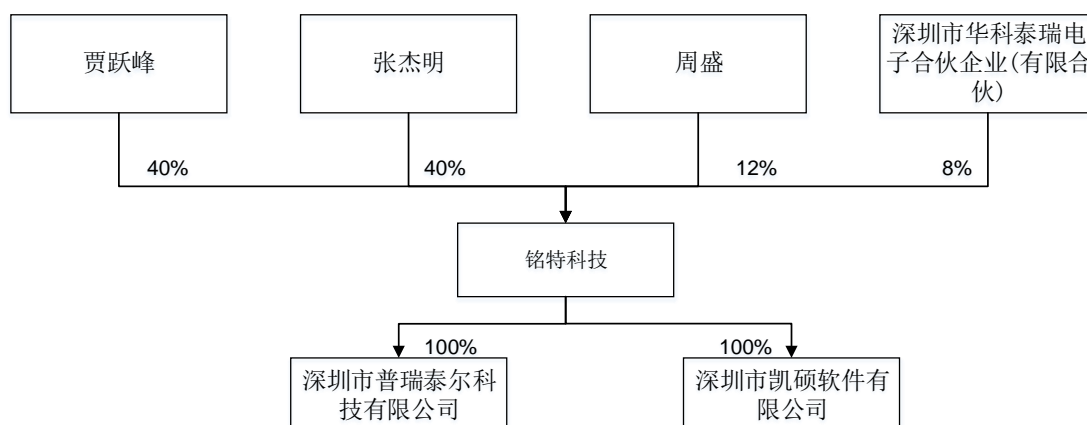 贾跃峰
张杰明
周盛
深圳市华科泰瑞电
子合伙企业(有限合
伙)
40%
40%
12%
8%
铭特科技
100%
100%
深圳市普瑞泰尔科
技有限公司
深圳市凯硕软件有
限公司